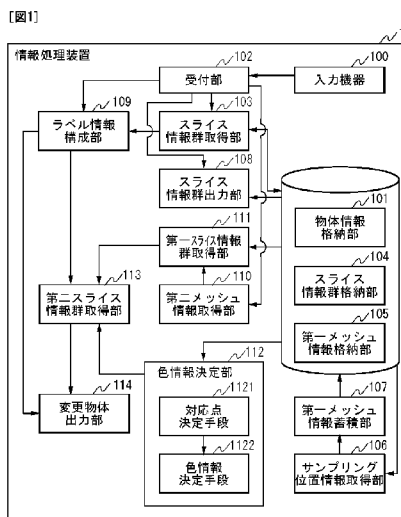 [図1]
1
情報処理装置
102
受付部
100
入力機器
109
ラベル情報
構成部
103
スライス
情報群取得部
108
スライス
情報群出力部
101
物体情報
格納部
111
第一スライス情報
群取得部
104
スライス
情報群格納部
110
第二メッシュ
情報取得部
113
第二スライス
情報群取得部
105
第一メッシュ
情報格納部
112
色情報決定部
114
変更物体
出力部
1121
対応点
決定手段
1122
色情報
決定手段
107
第一メッシュ
情報蓄積部
106
サンプリング
位置情報取得部